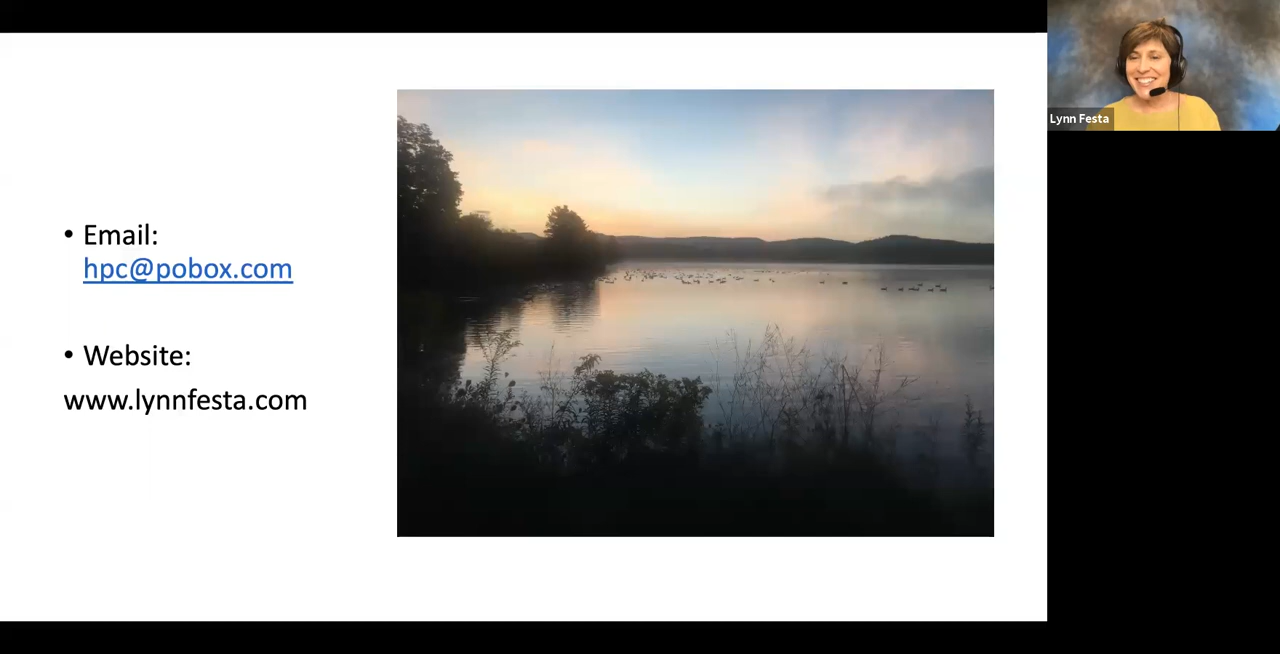 • Email:
hpc@pobox.com
• Website:
www.lynnfesta.com
Lynn Festa